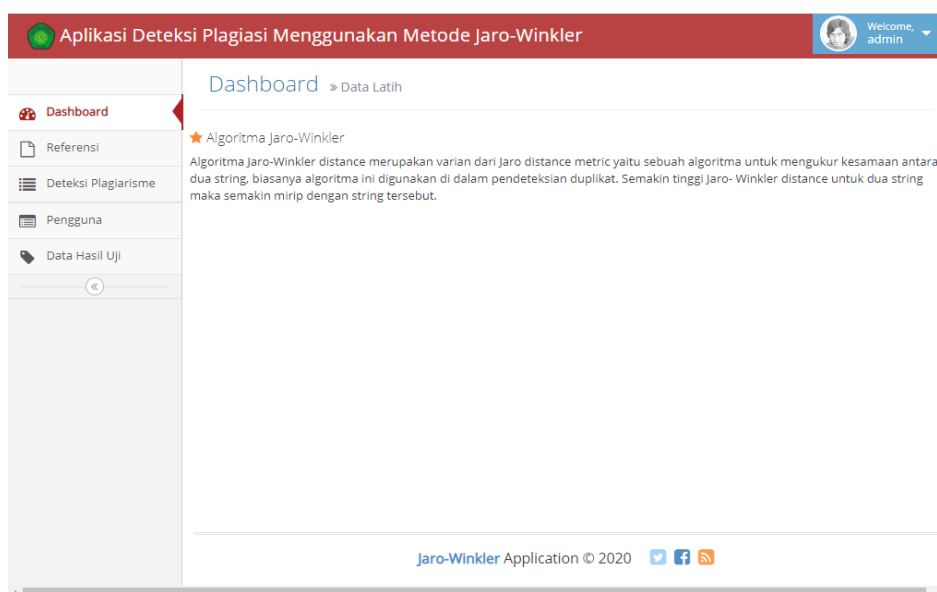 Aplikasi Deteksi Plagiasi Menggunakan Metode Jaro-Winkler
Welcome,
admin
Dashboard » Data Latih
Dashboard
Referensi
Deteksi Plagiarisme
Pengguna
Data Hasil Uji
Algoritma Jaro-Winkler
Algoritma Jaro-Winkler distance merupakan varian dari Jaro distance metric yaitu sebuah algoritma untuk mengukur kesamaan antara
dua string, biasanya algoritma ini digunakan di dalam pendeteksian duplikat. Semakin tinggi Jaro- Winkler distance untuk dua string
maka semakin mirip dengan string tersebut.
Jaro-Winkler Application © 2020